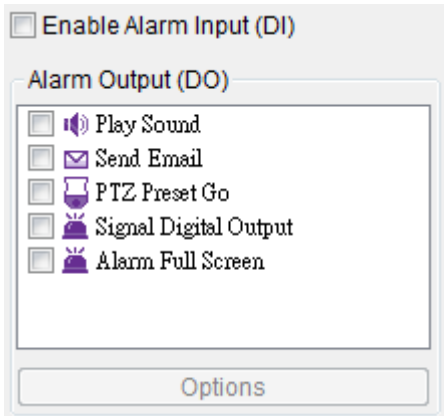 Enable Alarm Input (DI)
Alarm Output (DO)
Play Sound
Send Email
PTZ Preset Go
Signal Digital Output
Alarm Full Screen
Options